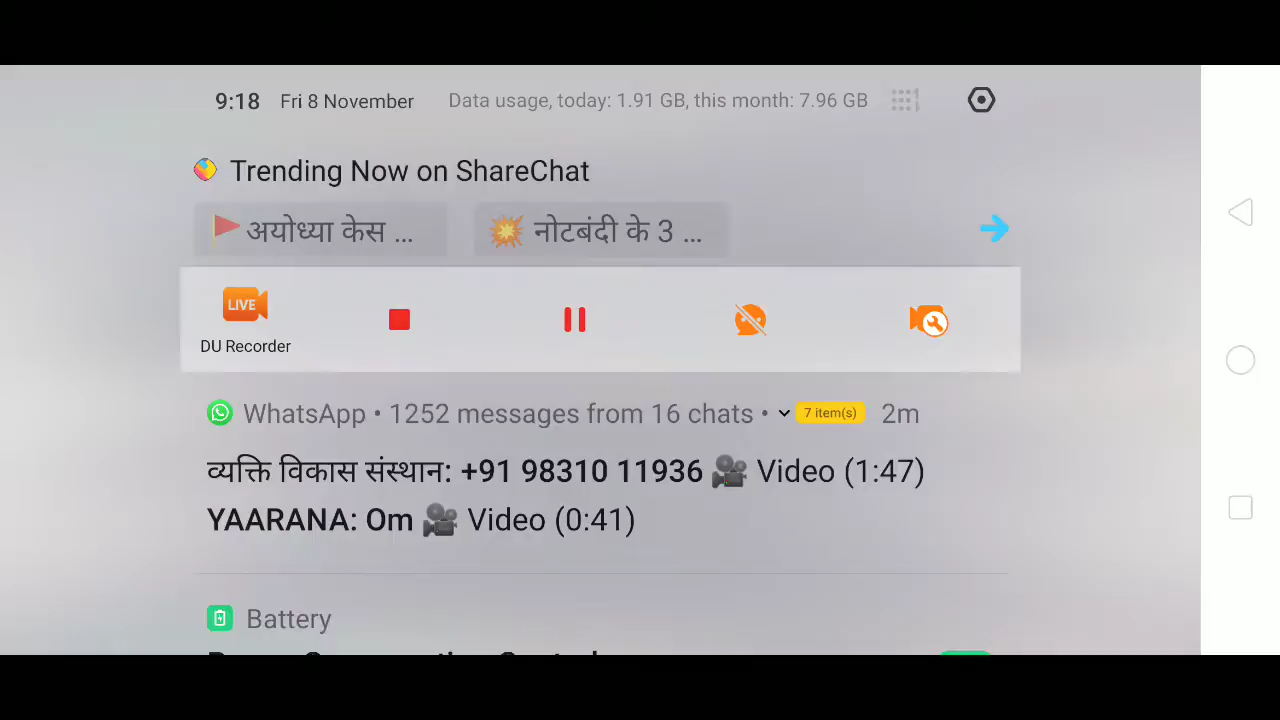 9:18 Fri 8 November Data usage, today: 1.91 GB, this month: 7.96 GB
Trending Now on ShareChat
🚩अयोध्या केस ... 💥 नोटबंदी के 3 ...
LIVE
DU Recorder
WhatsApp • 1252 messages from 16 chats • 7 item(s) 2m
व्यक्ति विकास संस्थान: +91 98310 11936 🎥 Video (1:47)
YAARANA: Om 🎥 Video (0:41)
Battery